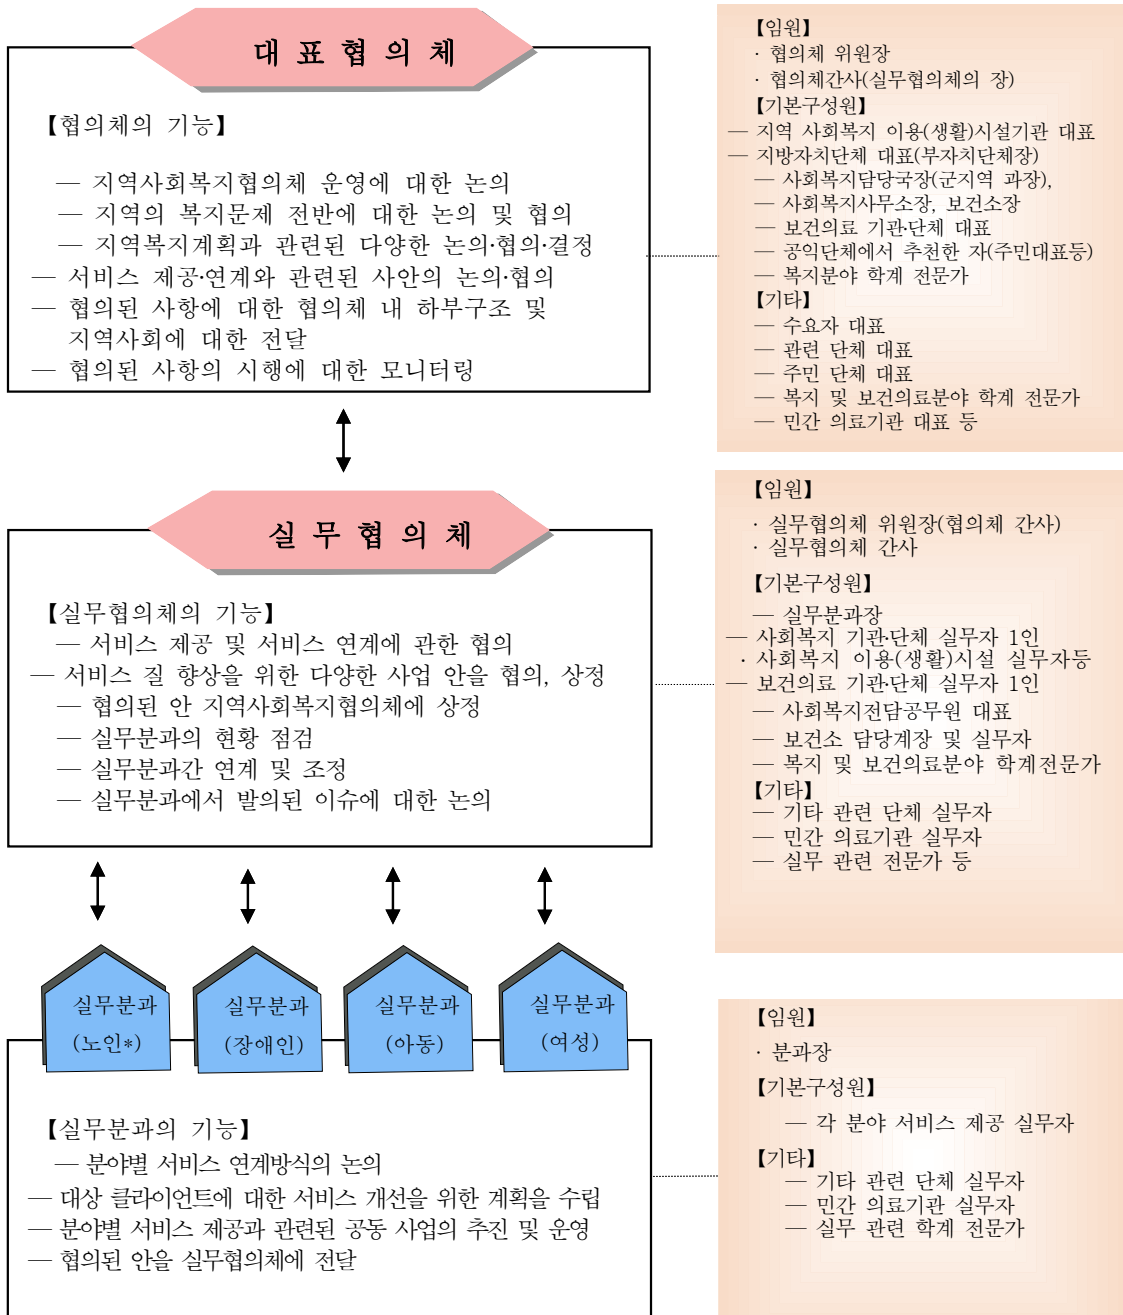 대 표 협 의 체
【협의체의 기능】
— 지역사회복지협의체 운영에 대한 논의
— 지역의 복지문제 전반에 대한 논의 및 협의
— 지역복지계획과 관련된 다양한 논의·협의·결정
— 서비스 제공·연계와 관련된 사안의 논의·협의
— 협의된 사항에 대한 협의체 내 하부구조 및
지역사회에 대한 전달
— 협의된 사항의 시행에 대한 모니터링
【임원】
· 협의체 위원장
· 협의체간사(실무협의체의 장)
【기본구성원】
— 지역 사회복지 이용(생활)시설기관 대표
— 지방자치단체 대표(부자치단체장)
— 사회복지담당국장(군지역 과장),
— 사회복지사무소장, 보건소장
— 보건의료 기관·단체 대표
— 공익단체에서 추천한 자(주민대표등)
— 복지분야 학계 전문가
【기타】
— 수요자 대표
— 관련 단체 대표
— 주민 단체 대표
— 복지 및 보건의료분야 학계 전문가
— 민간 의료기관 대표 등
실 무 협 의 체
【실무협의체의 기능】
— 서비스 제공 및 서비스 연계에 관한 협의
— 서비스 질 향상을 위한 다양한 사업 안을 협의, 상정
— 협의된 안 지역사회복지협의체에 상정
— 실무분과의 현황 점검
— 실무분과간 연계 및 조정
— 실무분과에서 발의된 이슈에 대한 논의
【임원】
· 실무협의체 위원장(협의체 간사)
· 실무협의체 간사
【기본구성원】
— 실무분과장
— 사회복지 기관·단체 실무자 1인
· 사회복지 이용(생활)시설 실무자등
— 보건의료 기관·단체 실무자 1인
— 사회복지전담공무원 대표
— 보건소 담당계장 및 실무자
— 복지 및 보건의료분야 학계전문가
【기타】
— 기타 관련 단체 실무자
— 민간 의료기관 실무자
— 실무 관련 전문가 등
실무분과
(노인*)
실무분과
(장애인)
실무분과
(아동)
실무분과
(여성)
【실무분과의 기능】
— 분야별 서비스 연계방식의 논의
— 대상 클라이언트에 대한 서비스 개선을 위한 계획을 수립
— 분야별 서비스 제공과 관련된 공동 사업의 추진 및 운영
— 협의된 안을 실무협의체에 전달
【임원】
· 분과장
【기본구성원】
— 각 분야 서비스 제공 실무자
【기타】
— 기타 관련 단체 실무자
— 민간 의료기관 실무자
— 실무 관련 학계 전문가